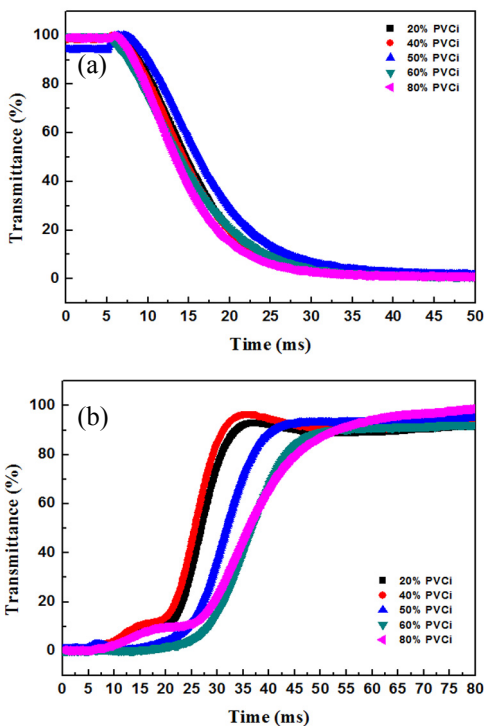 (a)
20% PVCi
40% PVCi
50% PVCi
60% PVCi
80% PVCi
Transmittance (%)
100
80
60
40
20
0
0 5 10 15 20 25 30 35 40 45 50
Time (ms)
(b)
Transmittance (%)
100
80
60
40
20
0
20% PVCi
40% PVCi
50% PVCi
60% PVCi
80% PVCi
0 5 10 15 20 25 30 35 40 45 50 55 60 65 70 75 80
Time (ms)